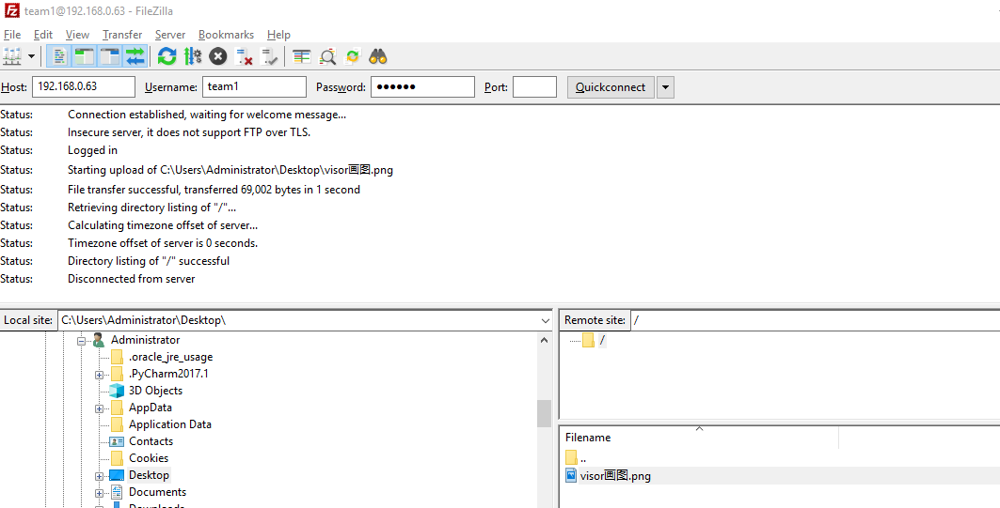 team1@192.168.0.63 - FileZilla
File Edit View Transfer Server Bookmarks Help
Host: 192.168.0.63 Username: team1 Password: ●●●●●● Port: Quickconnect
Status: Connection established, waiting for welcome message...
Status: Insecure server, it does not support FTP over TLS.
Status: Logged in
Status: Starting upload of C:\Users\Administrator\Desktop\visor画图.png
Status: File transfer successful, transferred 69,002 bytes in 1 second
Status: Retrieving directory listing of "/"...
Status: Calculating timezone offset of server...
Status: Timezone offset of server is 0 seconds.
Status: Directory listing of "/" successful
Status: Disconnected from server
Local site: C:\Users\Administrator\Desktop\
Administrator
.oracle_jre_usage
.PyCharm2017.1
3D Objects
AppData
Application Data
Contacts
Cookies
Desktop
Documents
Downloads
Remote site: /
/
Filename
..
visor画图.png